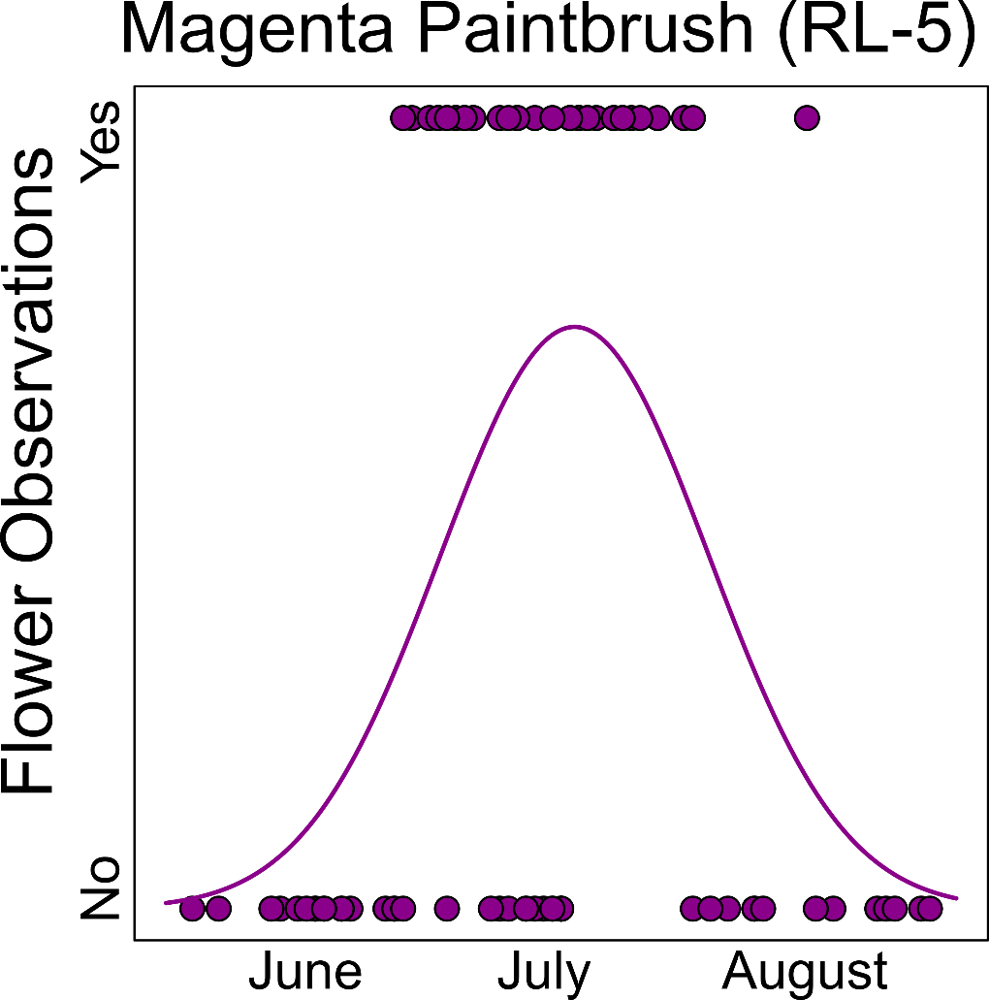 Magenta Paintbrush (RL-5)
Flower Observations
Yes
No
June
July
August